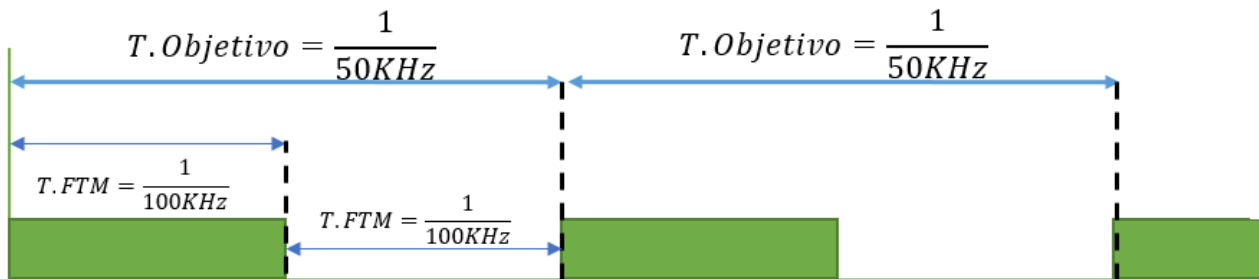 T.Objetivo = 1/50KHz
T.Objetivo = 1/50KHz
T.FTM = 1/100KHz
T.FTM = 1/100KHz